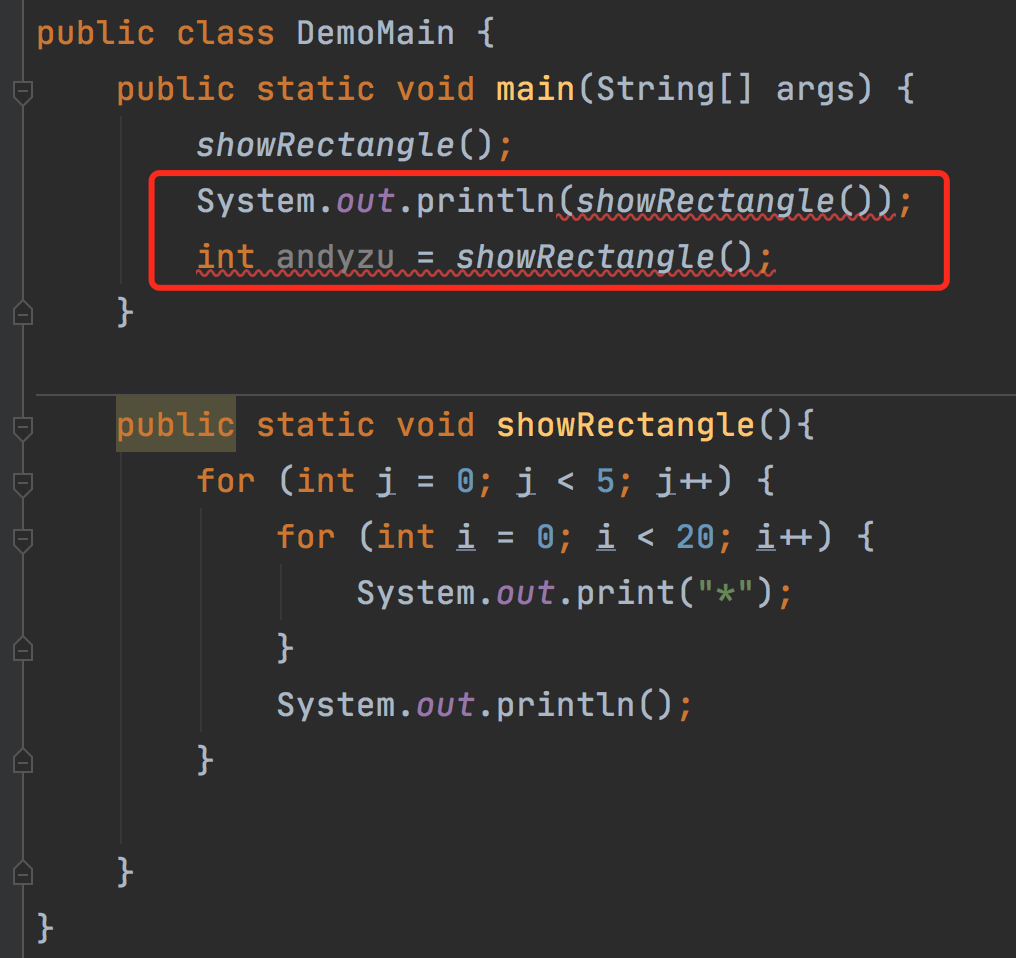 public class DemoMain {
public static void main(String[] args) {
showRectangle();
System.out.println(showRectangle());
int andyzu = showRectangle();
}
public static void showRectangle(){
for (int j = 0; j < 5; j++) {
for (int i = 0; i < 20; i++) {
System.out.print("*");
}
System.out.println();
}
}
}